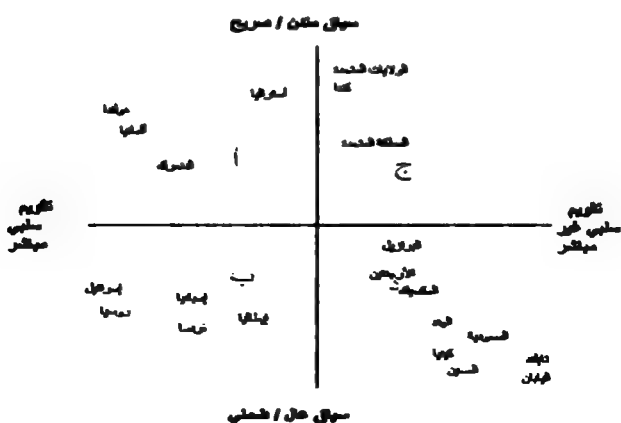 سياق متدن / صريح
الولايات المتحدة
كندا
أستراليا
هولندا
ألمانيا
المملكة المتحدة
الدنمارك
أ
ج
تقويم
سلبي
مباشر
تقويم
سلبي غير
مباشر
البرازيل
ب
الأرجنتين
المكسيك
إسرائيل
روسيا
إسبانيا
فرنسا
إيطاليا
الهند
السعودية
كينيا
الصين
تايلاند
اليابان
سياق عال / ضمني